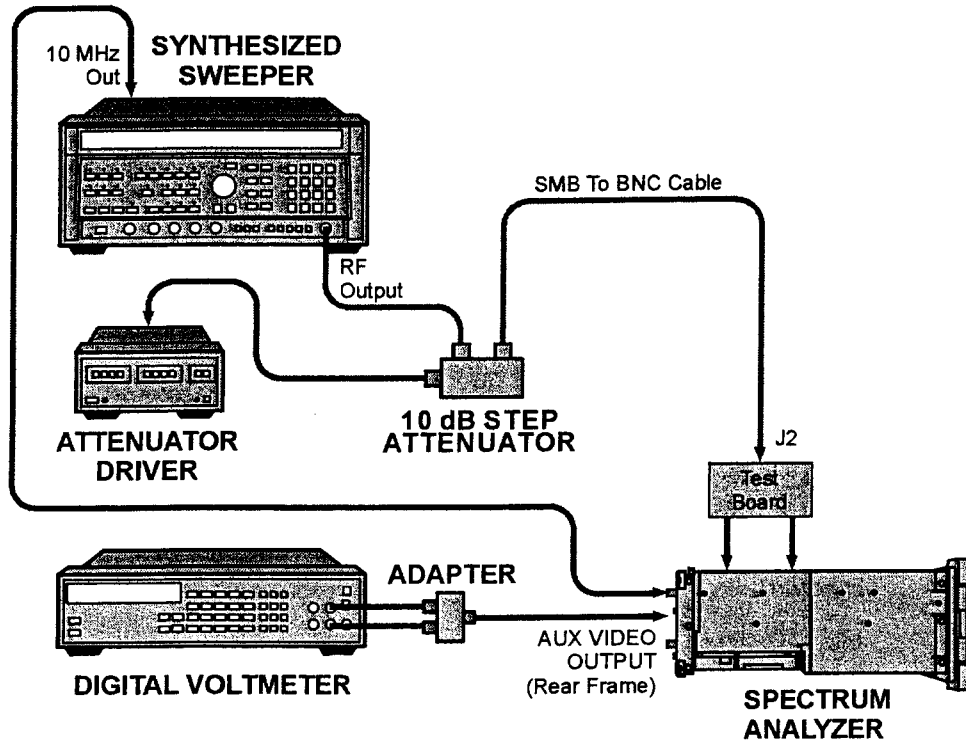 10 MHz
Out
SYNTHESIZED
SWEEPER
SMB To BNC Cable
RF
Output
10 dB STEP
ATTENUATOR
ATTENUATOR
DRIVER
J2
Test
Board
ADAPTER
AUX VIDEO
OUTPUT
(Rear Frame)
DIGITAL VOLTMETER
SPECTRUM
ANALYZER